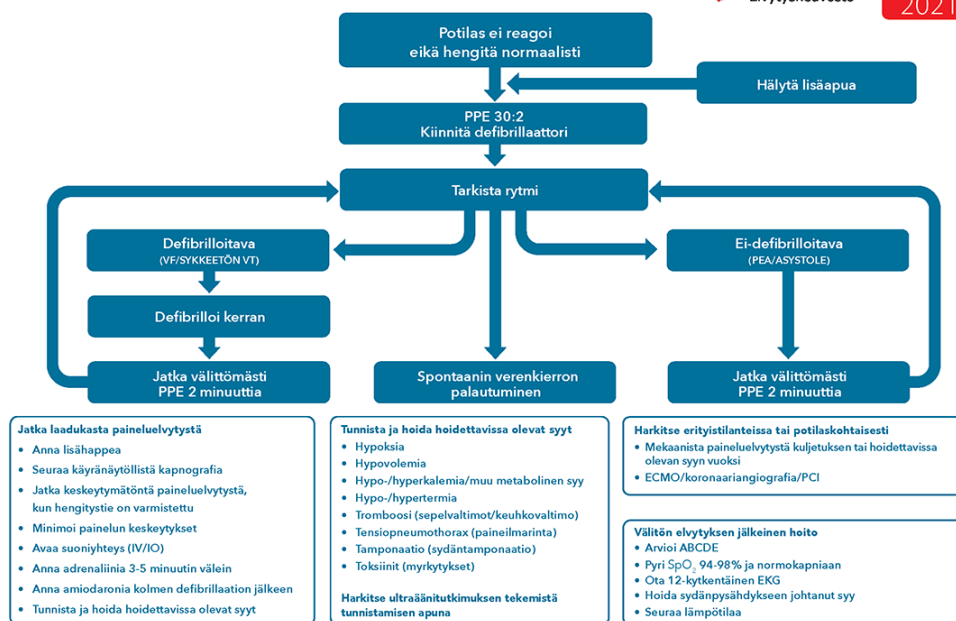 2021
Potilas ei reagoi
eikä hengitä normaalisti
Hälytä lisäapua
PPE 30:2
Kiinnitä defibrillaattori
Tarkista rytmi
Defibrilloitava
(VF/SYKKEETÖN VT)
Ei-defibrilloitava
(PEA/ASYSTOLE)
Defibrilloi kerran
Jatka välittömästi
PPE 2 minuuttia
Spontaanin verenkierron
palautuminen
Jatka välittömästi
PPE 2 minuuttia
Jatka laadukasta paineluelvytystä
• Anna lisähappea
• Seuraa käyränäytöllistä kapnografia
• Jatka keskeytymätöntä paineluelvytystä,
kun hengitystie on varmistettu
• Minimoi painelun keskeytykset
• Avaa suoniyhteys (IV/IO)
• Anna adrenaliinia 3-5 minuutin välein
• Anna amiodaronia kolmen defibrillaation jälkeen
• Tunnista ja hoida hoidettavissa olevat syyt
Tunnista ja hoida hoidettavissa olevat syyt
• Hypoksia
• Hypovolemia
• Hypo-/hyperkalemia/muu metabolinen syy
• Hypo-/hypertermia
• Tromboosi (sepelvaltimot/keuhkovaltimo)
• Tensiopneumothorax (paineilmarinta)
• Tamponaatio (sydäntamponaatio)
• Toksiinit (myrkytykset)
Harkitse ultraäänitutkimuksen tekemistä
tunnistamisen apuna
Harkitse erityistilanteissa tai potilaskohtaisesti
• Mekaanista paineluelvytystä kuljetuksen tai hoidettavissa
olevan syyn vuoksi
• ECMO/koronaariangiografia/PCI
Välitön elvytyksen jälkeinen hoito
• Arvioi ABCDE
• Pyri SpO₂ 94-98% ja normokapniaan
• Ota 12-kytkentäinen EKG
• Hoida sydänpysähdykseen johtanut syy
• Seuraa lämpötilaa